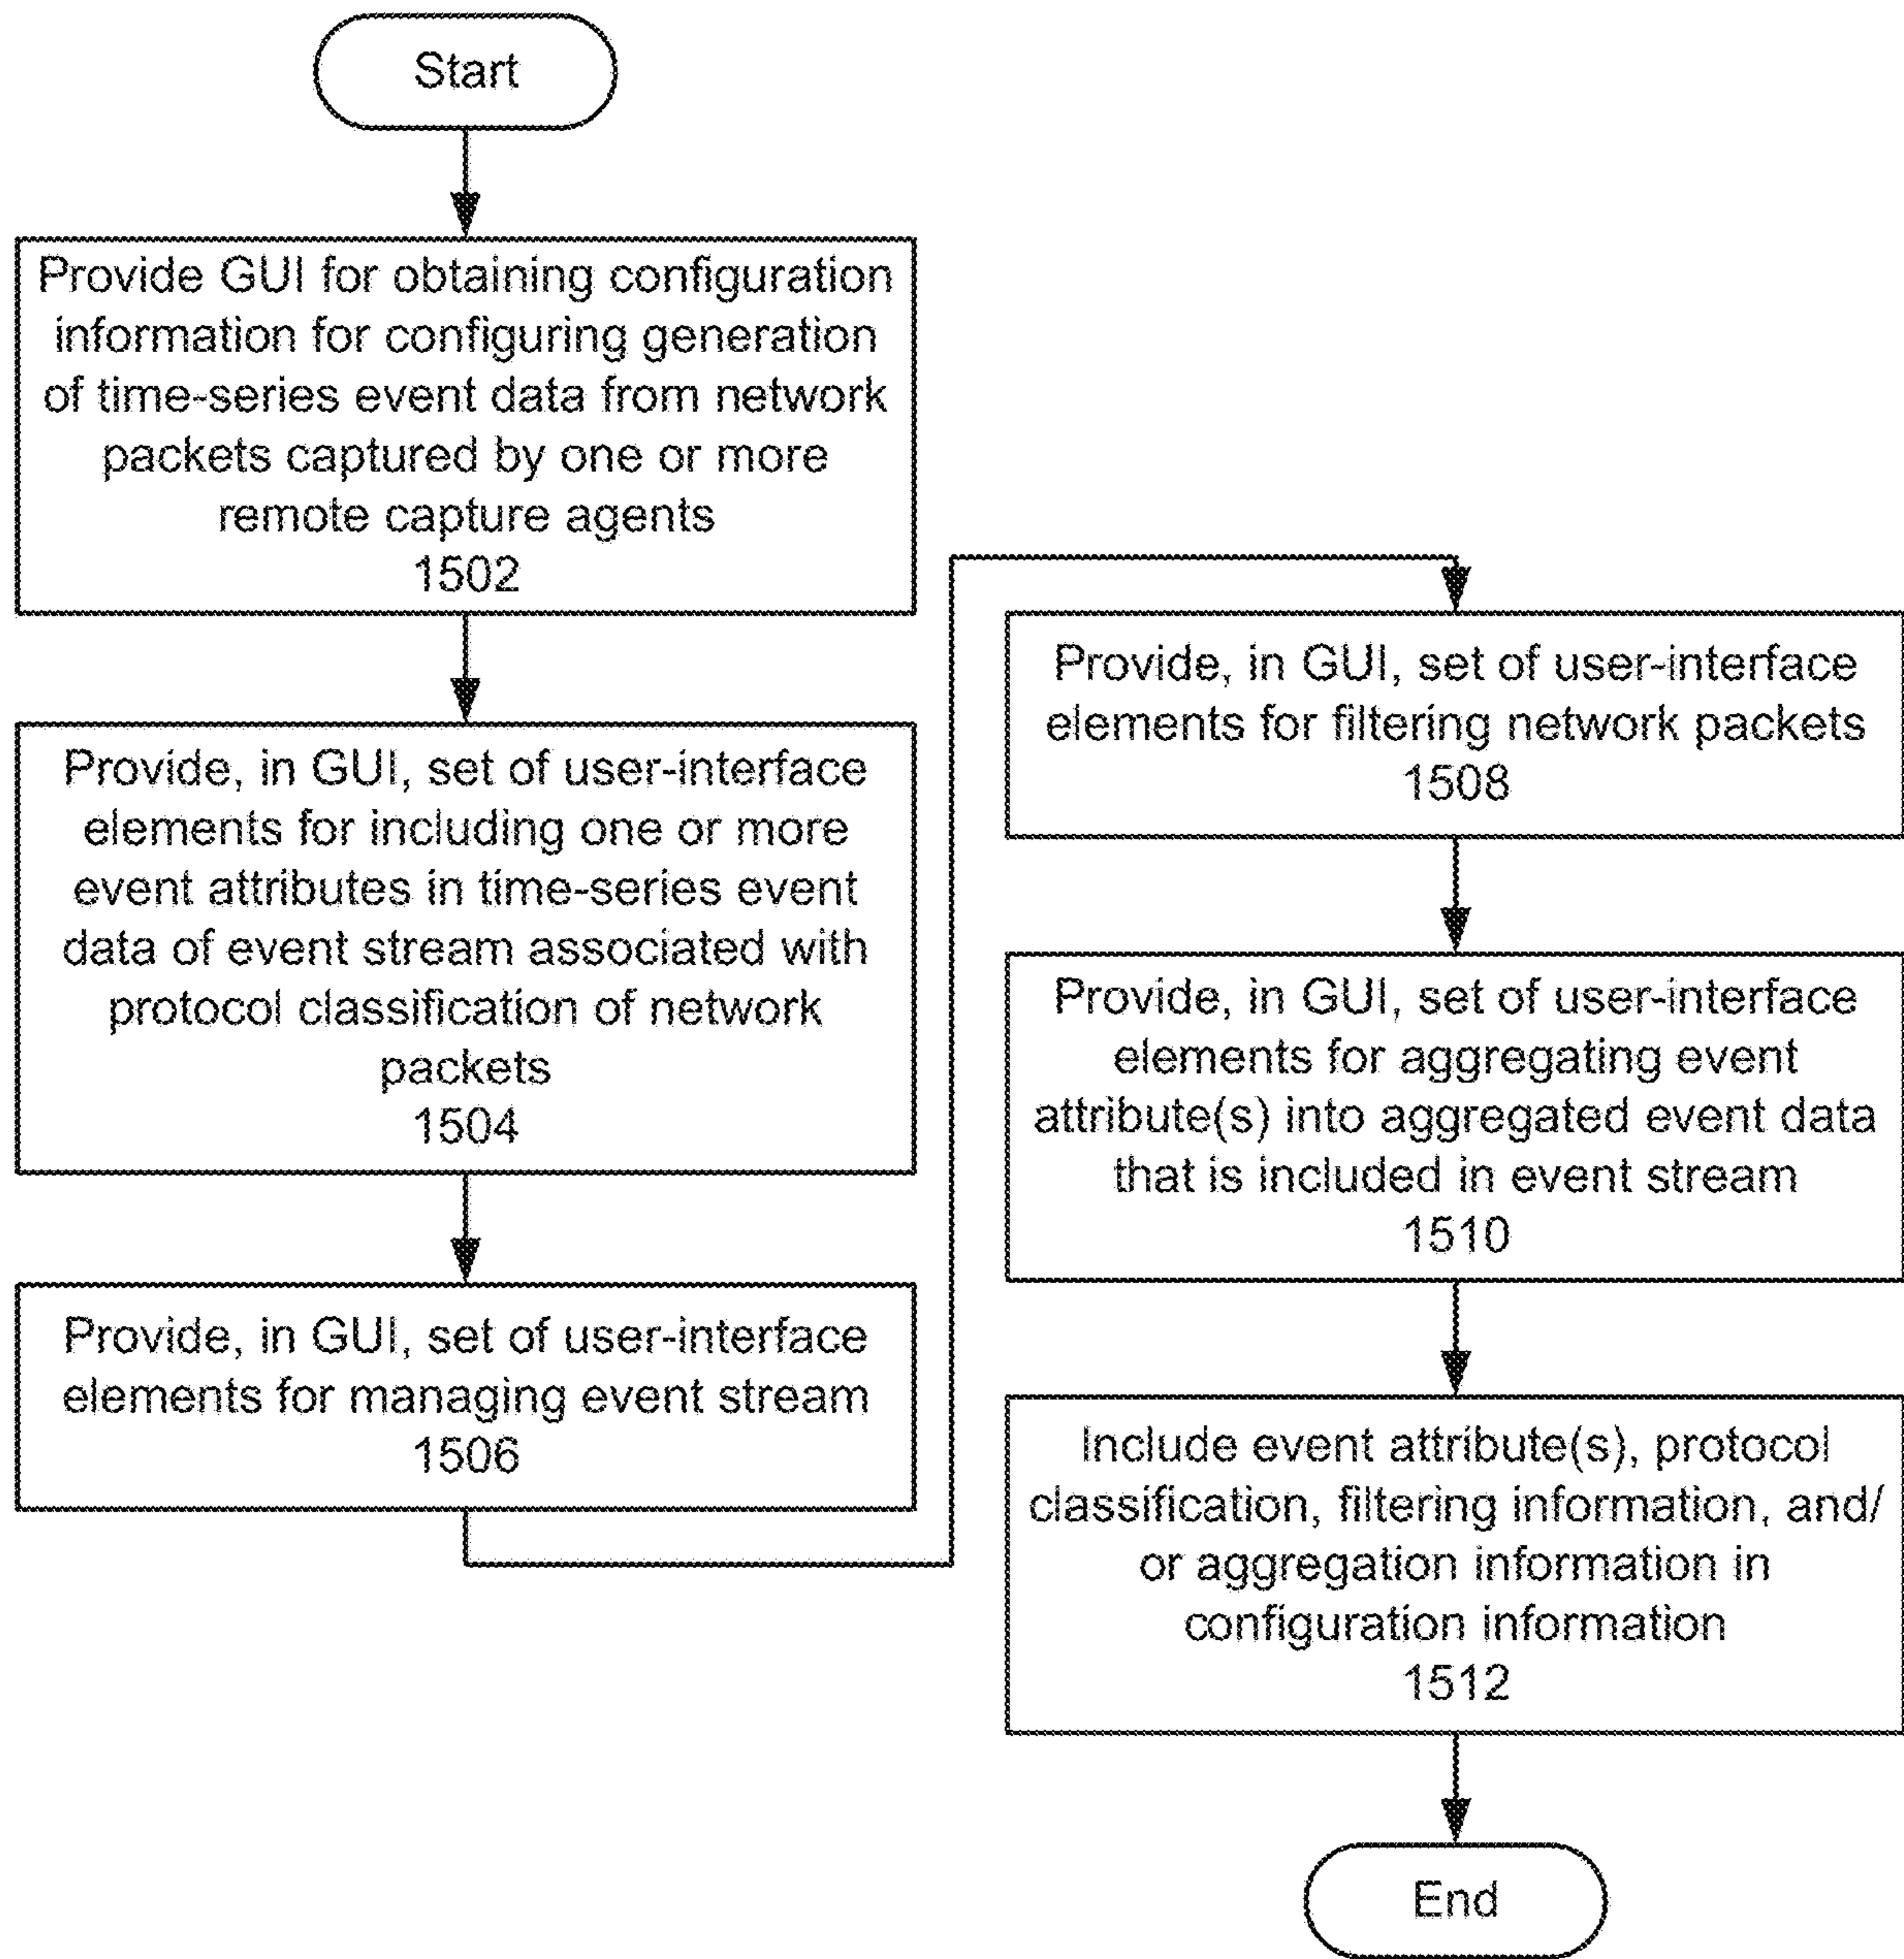 Start
Provide GUI for obtaining configuration
information for configuring generation
of time-series event data from network
packets captured by one or more
remote capture agents
1502
Provide, in GUI, set of user-interface
elements for including one or more
event attributes in time-series event
data of event stream associated with
protocol classification of network
packets
1504
Provide, in GUI, set of user-interface
elements for managing event stream
1506
Provide, in GUI, set of user-interface
elements for filtering network packets
1508
Provide, in GUI, set of user-interface
elements for aggregating event
attribute(s) into aggregated event data
that is included in event stream
1510
Include event attribute(s), protocol
classification, filtering information, and/
or aggregation information in
configuration information
1512
End